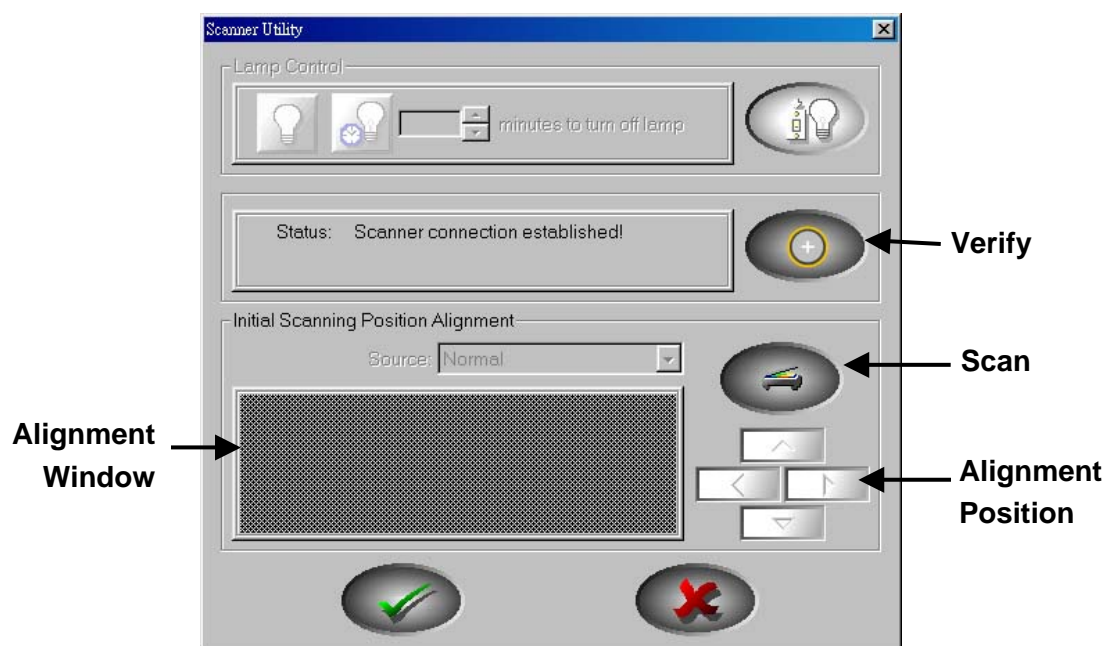 Scanner Utility
Lamp Control
minutes to turn off lamp
Status: Scanner connection established!
Verify
Initial Scanning Position Alignment
Source: Normal
Scan
Alignment
Window
Alignment
Position